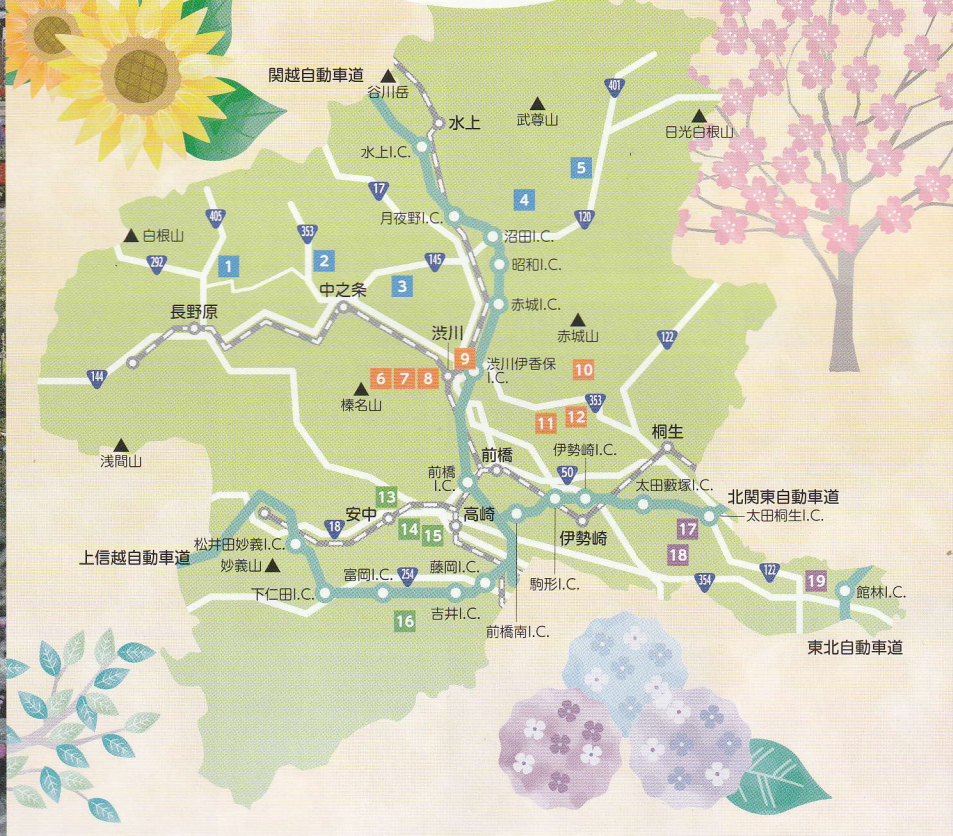 関越自動車道
谷川岳
水上
水上I.C.
武尊山
401
日光白根山
5
4
17
月夜野I.C.
120
沼田I.C.
405
353
白根山
292
1
2
145
3
昭和I.C.
中之条
長野原
赤城I.C.
渋川
赤城山
122
9
渋川伊香保
I.C.
144
6
7
8
10
榛名山
353
11
12
浅間山
桐生
前橋
伊勢崎I.C.
50
前橋
I.C.
太田藪塚I.C.
北関東自動車道
太田桐生I.C.
13
安中
高崎
18
14
15
伊勢崎
17
18
上信越自動車道
松井田妙義I.C.
妙義山
富岡I.C.
254
藤岡I.C.
駒形I.C.
354
122
19
館林I.C.
下仁田I.C.
吉井I.C.
16
前橋南I.C.
東北自動車道